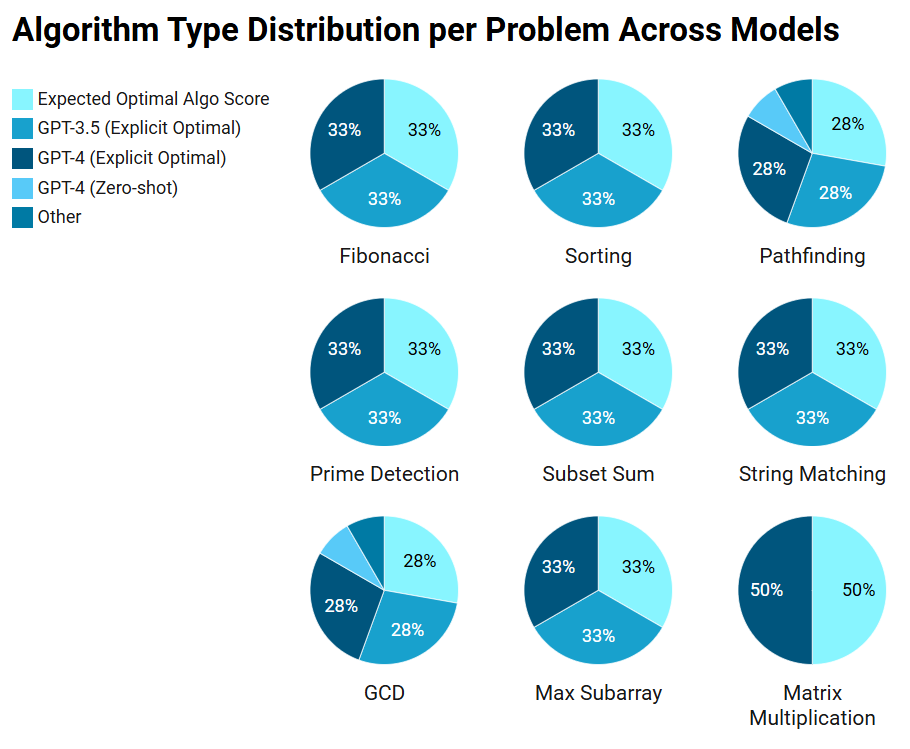 Algorithm Type Distribution per Problem Across Models
Expected Optimal Algo Score
GPT-3.5 (Explicit Optimal)
GPT-4 (Explicit Optimal)
GPT-4 (Zero-shot)
Other
33% 33%
33%
Fibonacci
33% 33%
33%
Sorting
28%
28%
28%
Pathfinding
33% 33%
33%
Prime Detection
33% 33%
33%
Subset Sum
33% 33%
33%
String Matching
28%
28%
28%
GCD
33% 33%
33%
Max Subarray
50% 50%
Matrix
Multiplication